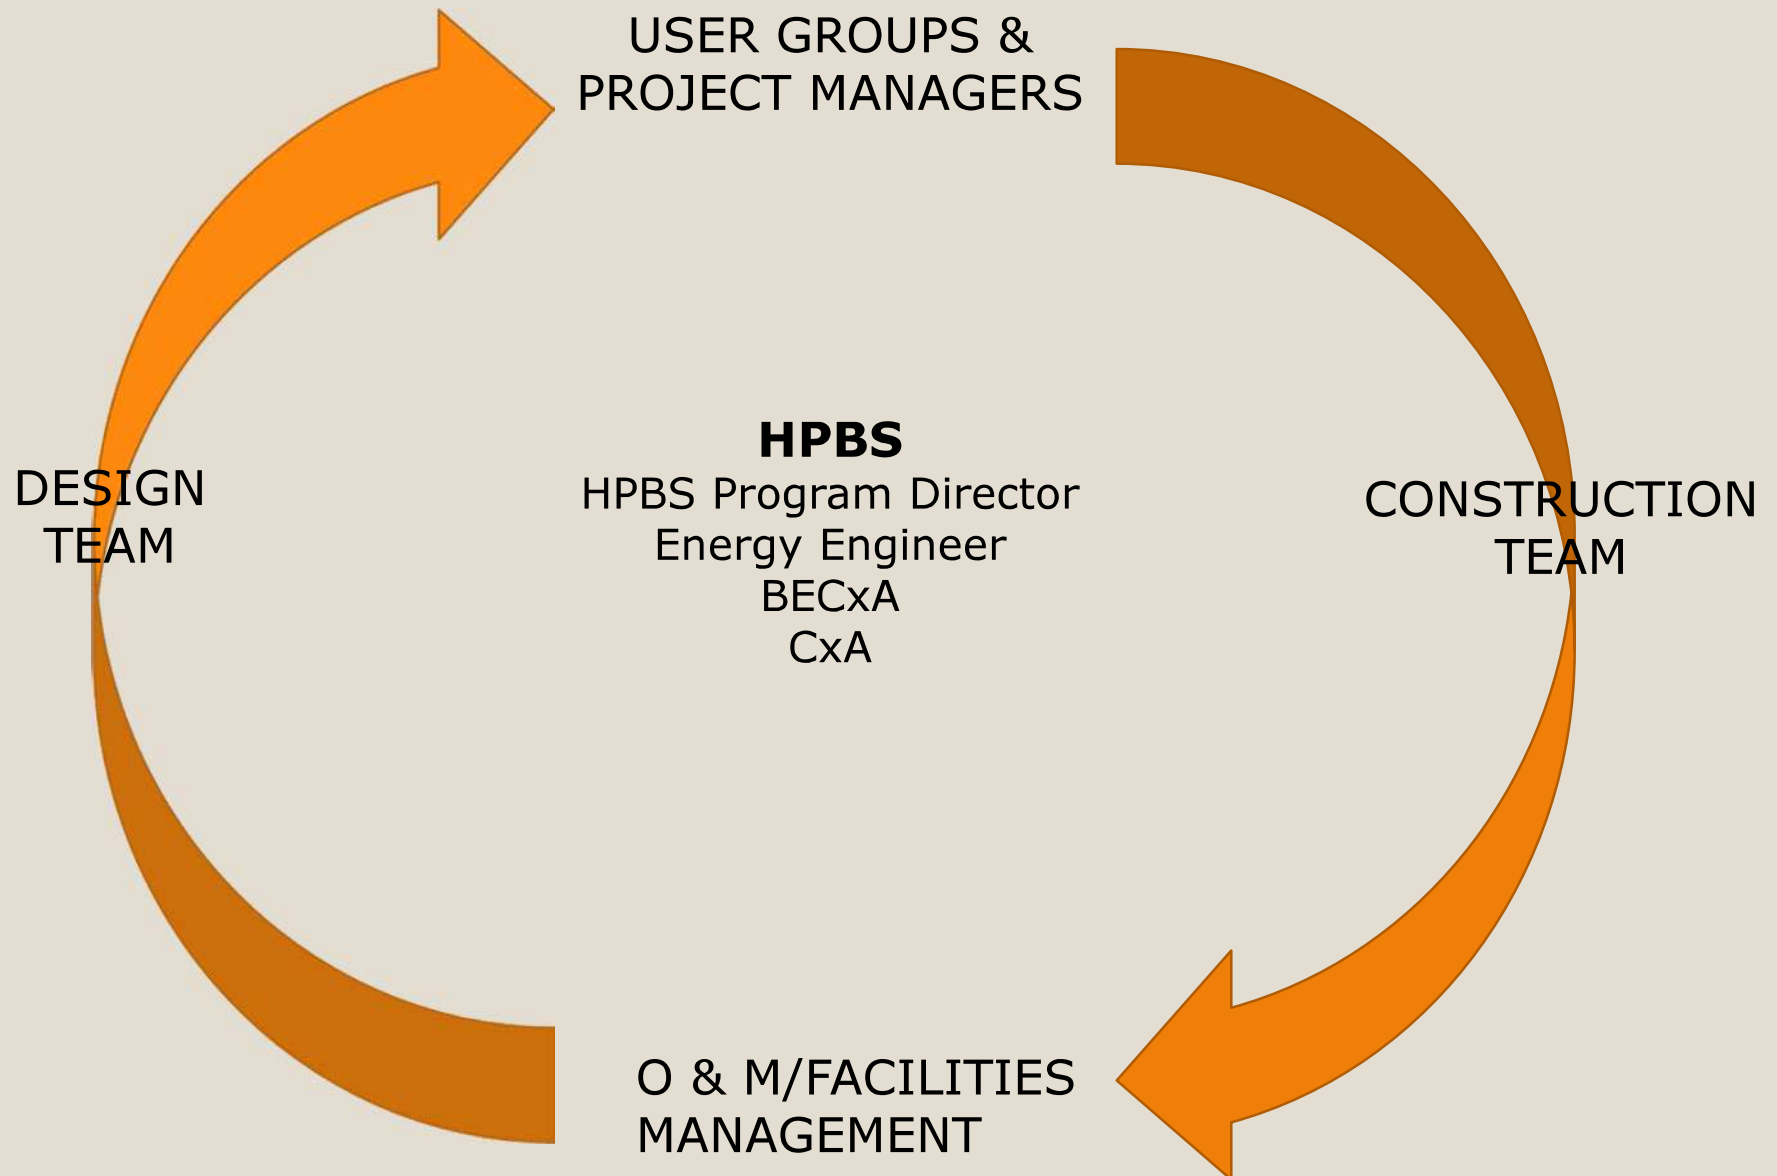 USER GROUPS &
PROJECT MANAGERS
DESIGN
TEAM
HPBS
HPBS Program Director
Energy Engineer
BECxA
CxA
CONSTRUCTION
TEAM
O & M/FACILITIES
MANAGEMENT